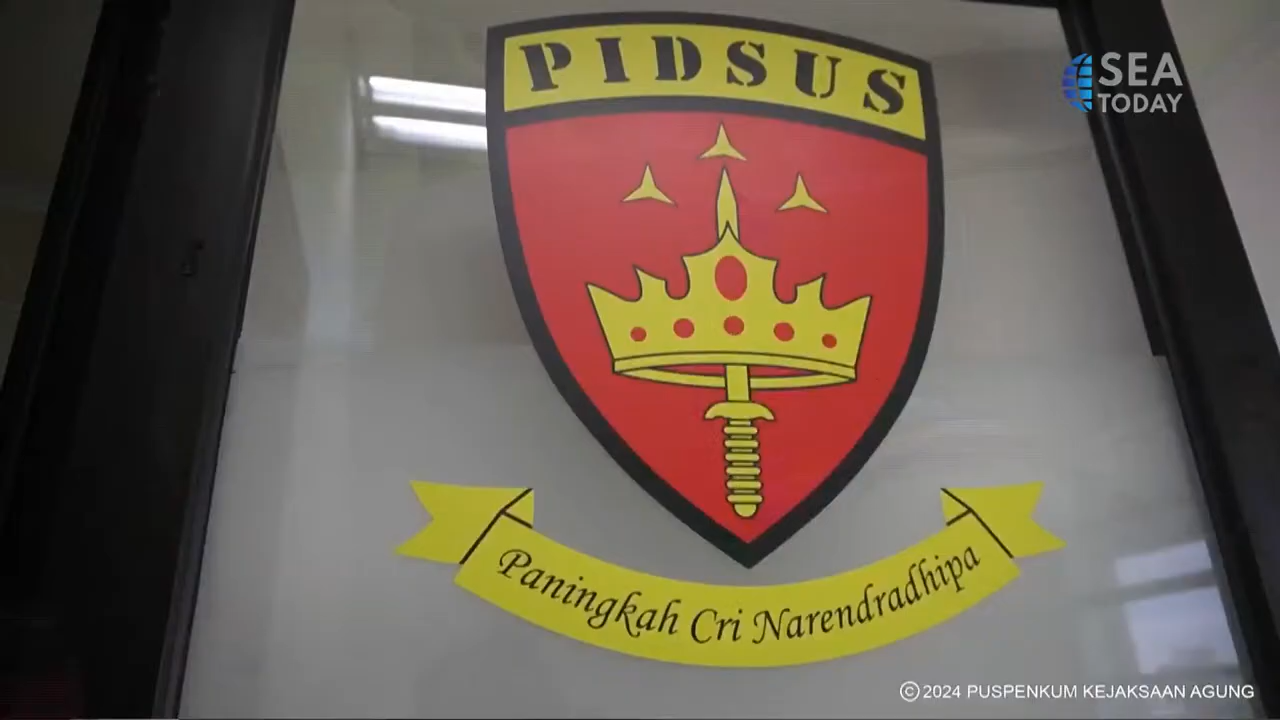 PIDSUS
SEA
TODAY
Paningkah Cri Narendradhipa
©2024 PUSPENKUM KEJAKSAAN AGUNG